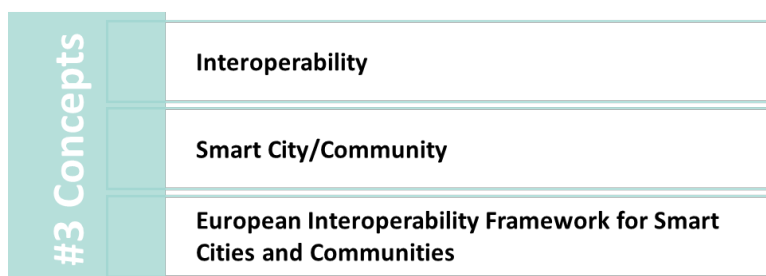 #3 Concepts
Interoperability
Smart City/Community
European Interoperability Framework for Smart
Cities and Communities